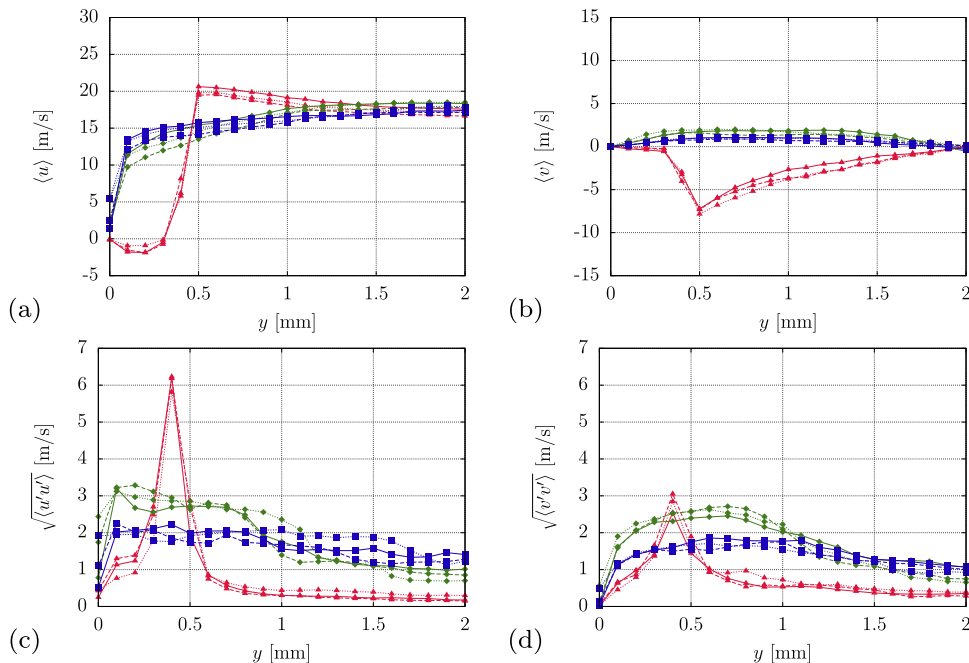 30
25
20
15
10
5
0
-5
⟨u⟩ [m/s]
0 0.5 1 1.5 2
y [mm]
(a)
15
10
5
0
-5
-10
-15
⟨v⟩ [m/s]
0 0.5 1 1.5 2
y [mm]
(b)
7
6
5
4
3
2
1
0
√⟨u′u′⟩ [m/s]
0 0.5 1 1.5 2
y [mm]
(c)
7
6
5
4
3
2
1
0
√⟨v′v′⟩ [m/s]
0 0.5 1 1.5 2
y [mm]
(d)